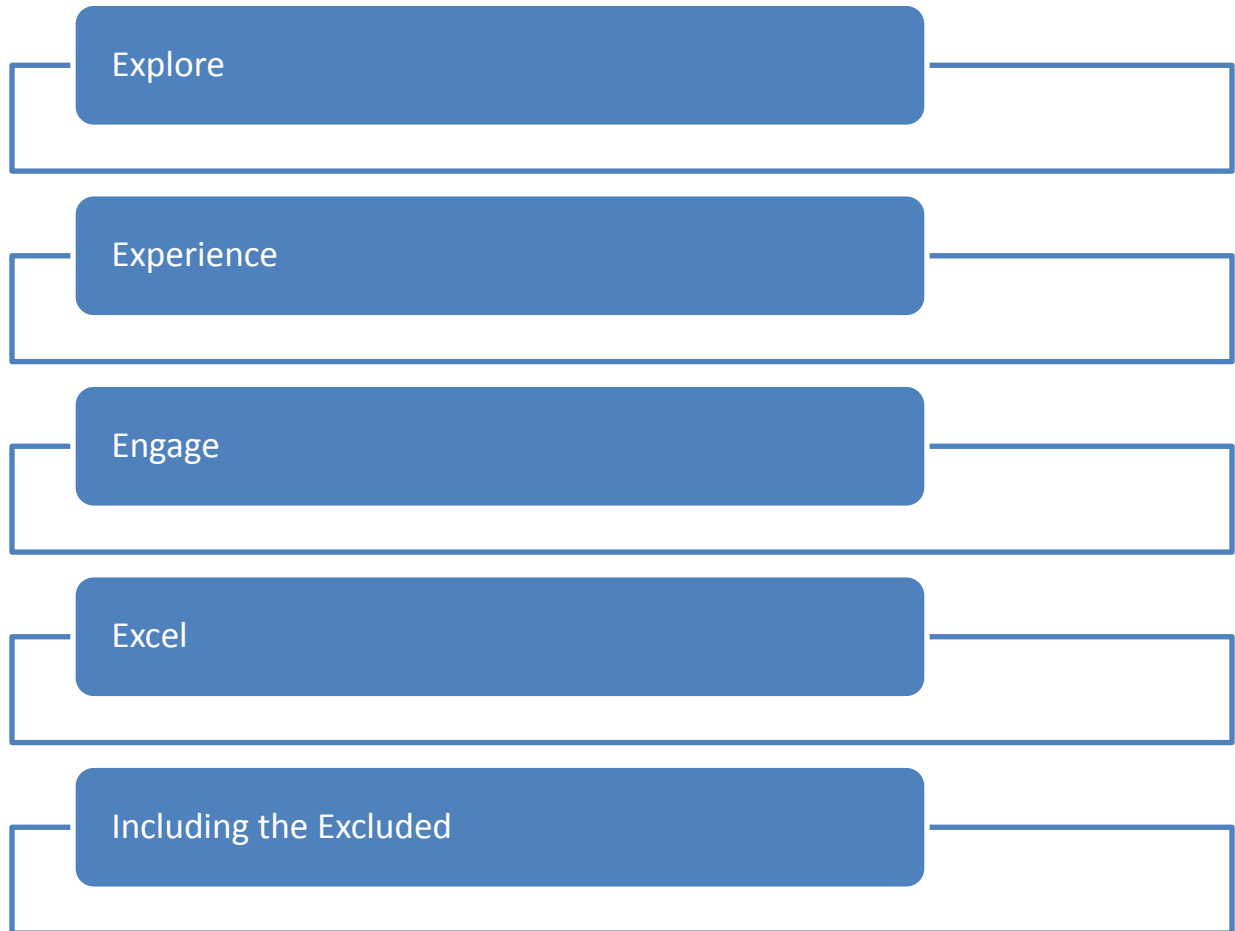 Explore
Experience
Engage
Excel
Including the Excluded